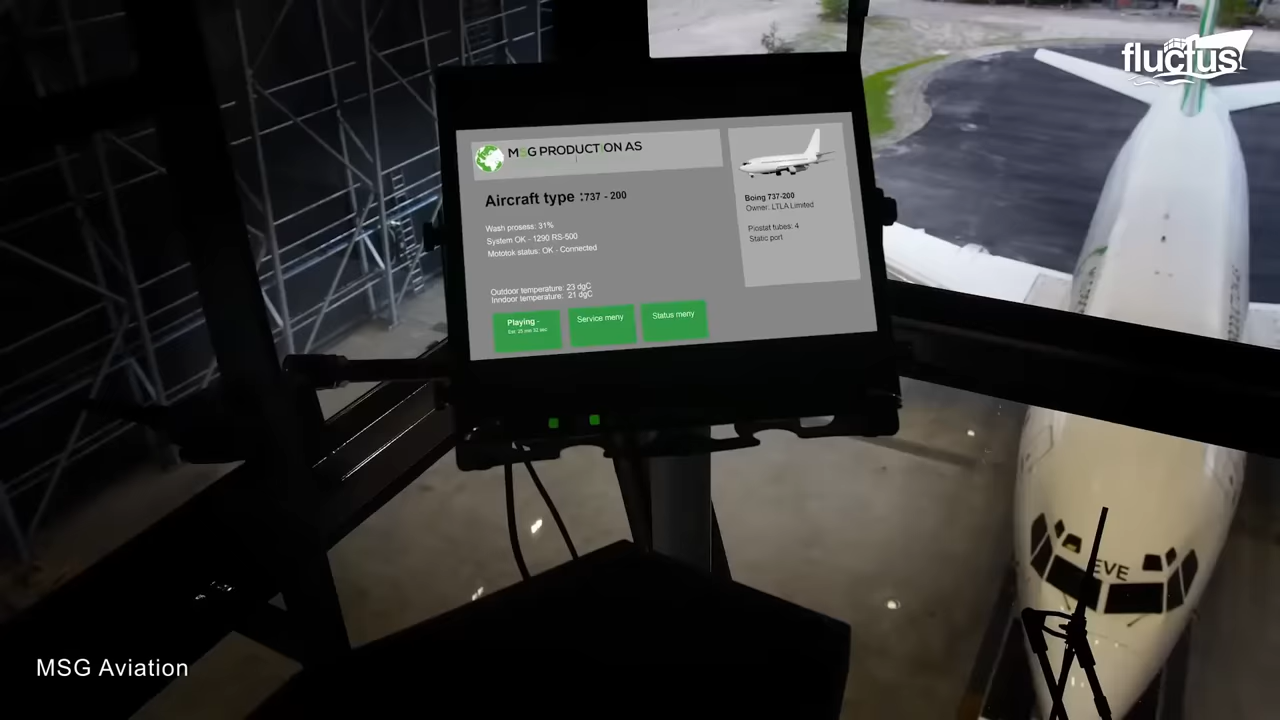 fluctus
MSG PRODUCTION AS
Aircraft type :737 - 200
Wash prosess: 31%
System OK - 1290 RS-500
Mototok status: OK - Connected
Outdoor temperature: 23 dgC
Inndoor temperature: 21 dgC
Playing -
Service meny
Status meny
Boing 737-200
Owner: LTLA Limited
Piostat tubes: 4
Static port
EVE
MSG Aviation